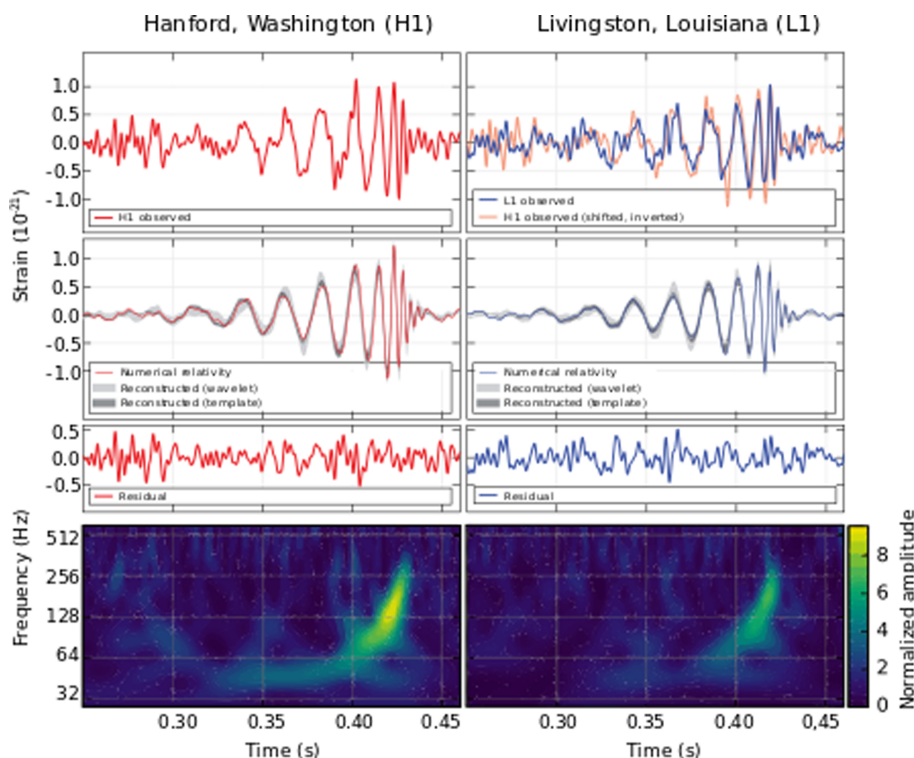 Hanford, Washington (H1)
Livingston, Louisiana (L1)
Strain (10⁻²¹)
1.0
0.5
0.0
-0.5
-1.0
H1 observed
L1 observed
H1 observed (shifted, inverted)
1.0
0.5
0.0
-0.5
-1.0
Numerical relativity
Reconstructed (wavelet)
Reconstructed (template)
Numerical relativity
Reconstructed (wavelet)
Reconstructed (template)
0.5
0.0
-0.5
Residual
Residual
Frequency (Hz)
512
256
128
64
32
Normalized amplitude
8
6
4
2
0
0.30 0.35 0.40 0.45
0.30 0.35 0.40 0,45
Time (s)
Time (s)